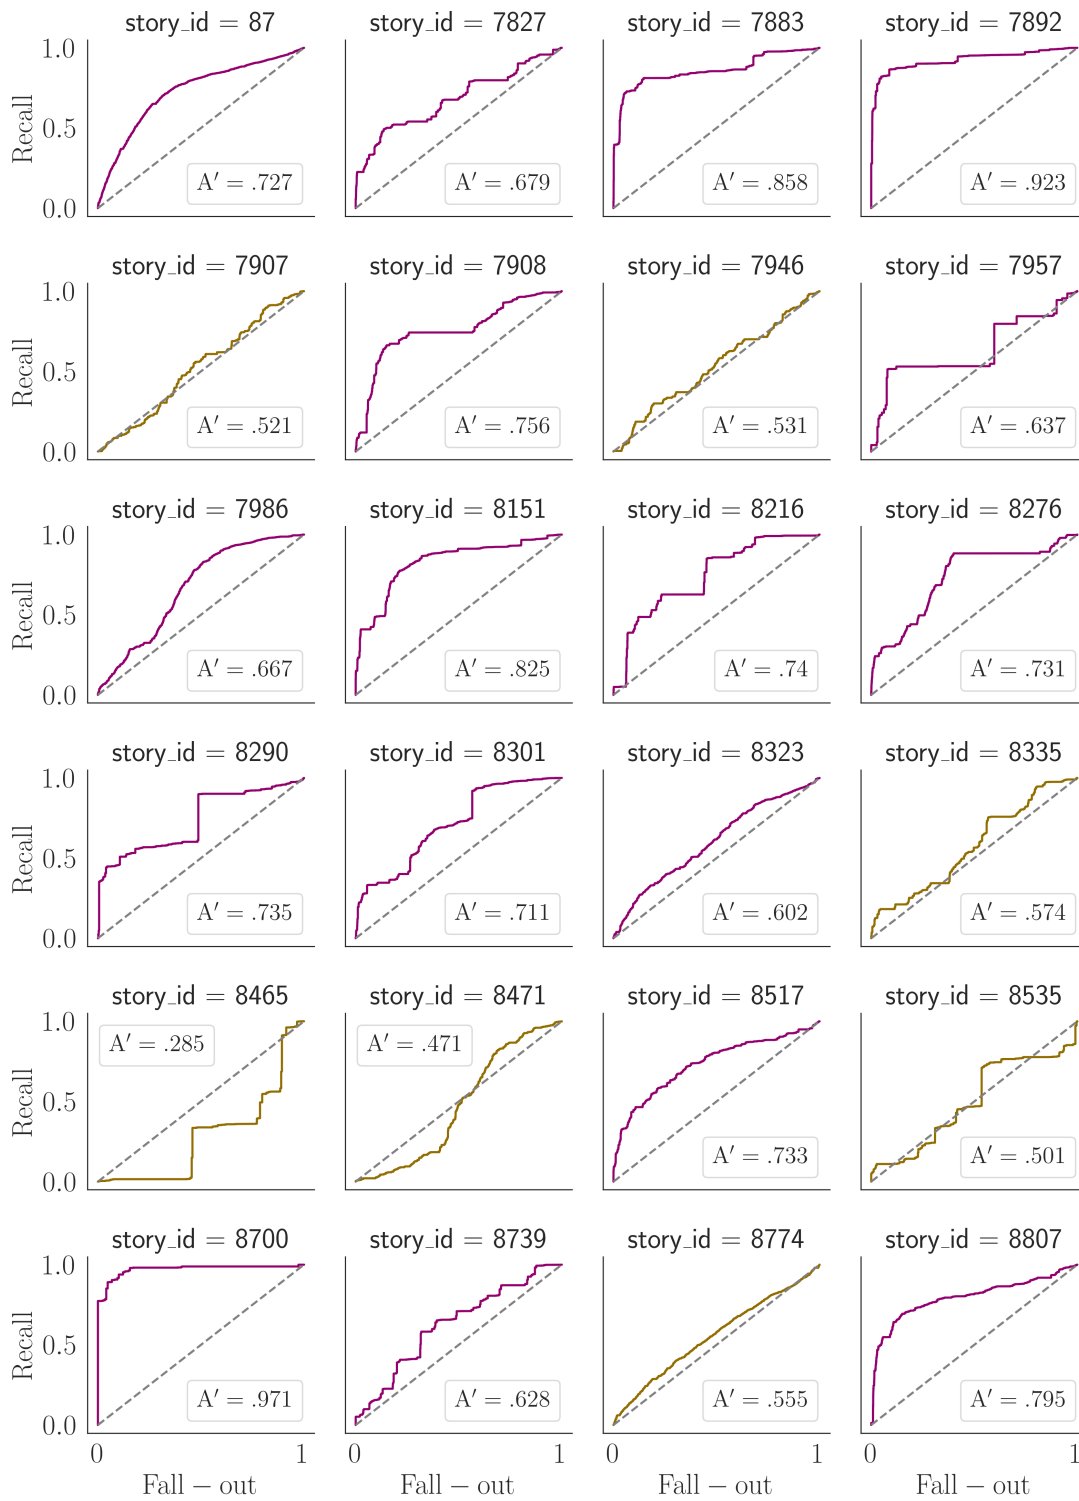 story_id = 87
story_id = 7827
story_id = 7883
story_id = 7892
1.0
0.5
0.0
Recall
A′ = .727
A′ = .679
A′ = .858
A′ = .923
story_id = 7907
story_id = 7908
story_id = 7946
story_id = 7957
1.0
0.5
0.0
Recall
A′ = .521
A′ = .756
A′ = .531
A′ = .637
story_id = 7986
story_id = 8151
story_id = 8216
story_id = 8276
1.0
0.5
0.0
Recall
A′ = .667
A′ = .825
A′ = .74
A′ = .731
story_id = 8290
story_id = 8301
story_id = 8323
story_id = 8335
1.0
0.5
0.0
Recall
A′ = .735
A′ = .711
A′ = .602
A′ = .574
story_id = 8465
story_id = 8471
story_id = 8517
story_id = 8535
1.0
0.5
0.0
Recall
A′ = .285
A′ = .471
A′ = .733
A′ = .501
story_id = 8700
story_id = 8739
story_id = 8774
story_id = 8807
1.0
0.5
0.0
Recall
A′ = .971
A′ = .628
A′ = .555
A′ = .795
0 1
0 1
0 1
0 1
Fall − out
Fall − out
Fall − out
Fall − out